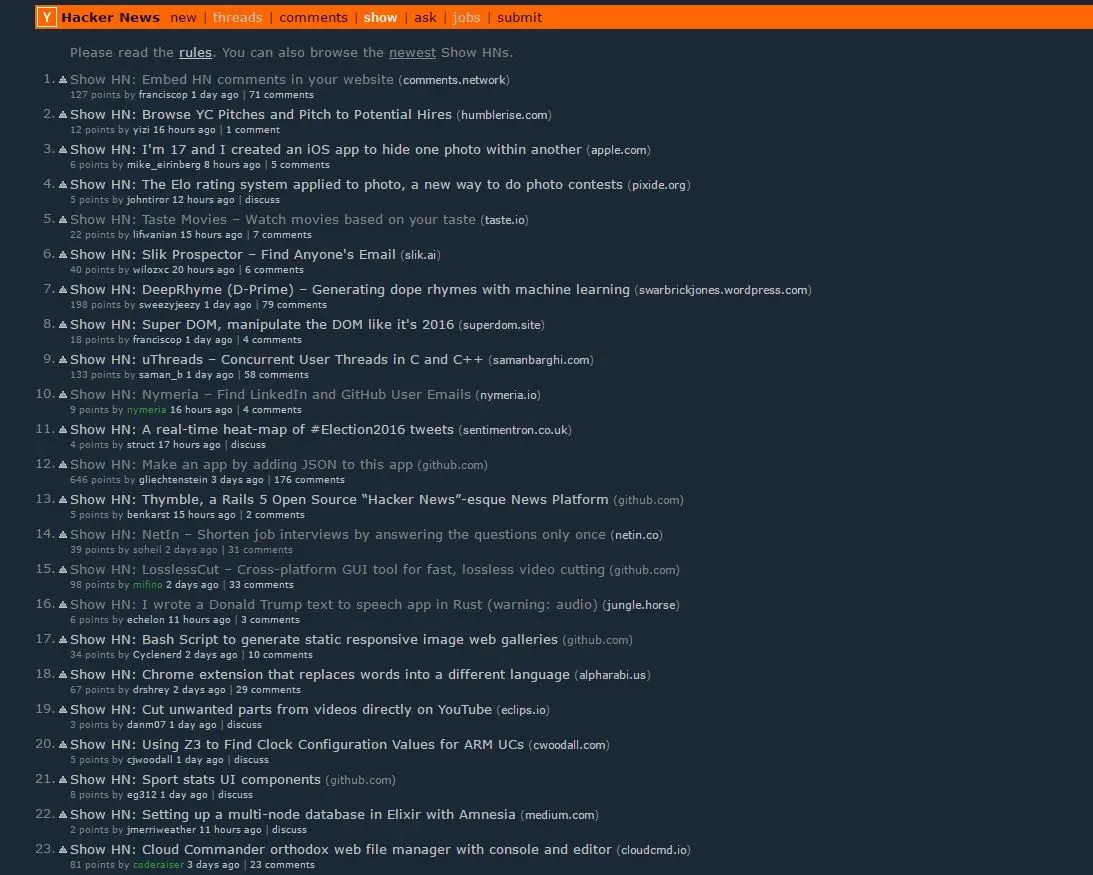 Y Hacker News new | threads | comments | show | ask | jobs | submit
Please read the rules. You can also browse the newest Show HNs.
1. Show HN: Embed HN comments in your website (comments.network)
127 points by franciscop 1 day ago | 71 comments
2. Show HN: Browse YC Pitches and Pitch to Potential Hires (humblerise.com)
12 points by yizi 16 hours ago | 1 comment
3. Show HN: I'm 17 and I created an iOS app to hide one photo within another (apple.com)
6 points by mike_eirinberg 8 hours ago | 5 comments
4. Show HN: The Elo rating system applied to photo, a new way to do photo contests (pixide.org)
5 points by johntiror 12 hours ago | discuss
5. Show HN: Taste Movies – Watch movies based on your taste (taste.io)
22 points by lifwanian 15 hours ago | 7 comments
6. Show HN: Slik Prospector – Find Anyone's Email (slik.ai)
40 points by wilozxc 20 hours ago | 6 comments
7. Show HN: DeepRhyme (D-Prime) – Generating dope rhymes with machine learning (swarbrickjones.wordpress.com)
198 points by sweezyjeezy 1 day ago | 79 comments
8. Show HN: Super DOM, manipulate the DOM like it's 2016 (superdom.site)
18 points by franciscop 1 day ago | 4 comments
9. Show HN: uThreads – Concurrent User Threads in C and C++ (samanbarghi.com)
133 points by saman_b 1 day ago | 58 comments
10. Show HN: Nymeria – Find LinkedIn and GitHub User Emails (nymeria.io)
9 points by nymeria 16 hours ago | 4 comments
11. Show HN: A real-time heat-map of #Election2016 tweets (sentimentron.co.uk)
4 points by struct 17 hours ago | discuss
12. Show HN: Make an app by adding JSON to this app (github.com)
646 points by gliechtenstein 3 days ago | 176 comments
13. Show HN: Thymble, a Rails 5 Open Source “Hacker News”-esque News Platform (github.com)
5 points by benkarst 15 hours ago | 2 comments
14. Show HN: NetIn – Shorten job interviews by answering the questions only once (netin.co)
39 points by soheil 2 days ago | 31 comments
15. Show HN: LosslessCut – Cross-platform GUI tool for fast, lossless video cutting (github.com)
98 points by mifino 2 days ago | 33 comments
16. Show HN: I wrote a Donald Trump text to speech app in Rust (warning: audio) (jungle.horse)
6 points by echelon 11 hours ago | 3 comments
17. Show HN: Bash Script to generate static responsive image web galleries (github.com)
34 points by Cyclenerd 2 days ago | 10 comments
18. Show HN: Chrome extension that replaces words into a different language (alpharabi.us)
67 points by drshrey 2 days ago | 29 comments
19. Show HN: Cut unwanted parts from videos directly on YouTube (eclips.io)
3 points by danm07 1 day ago | discuss
20. Show HN: Using Z3 to Find Clock Configuration Values for ARM UCs (cwoodall.com)
5 points by cjwoodall 1 day ago | discuss
21. Show HN: Sport stats UI components (github.com)
8 points by eg312 1 day ago | discuss
22. Show HN: Setting up a multi-node database in Elixir with Amnesia (medium.com)
2 points by jmerriweather 11 hours ago | discuss
23. Show HN: Cloud Commander orthodox web file manager with console and editor (cloudcmd.io)
81 points by coderaiser 3 days ago | 23 comments